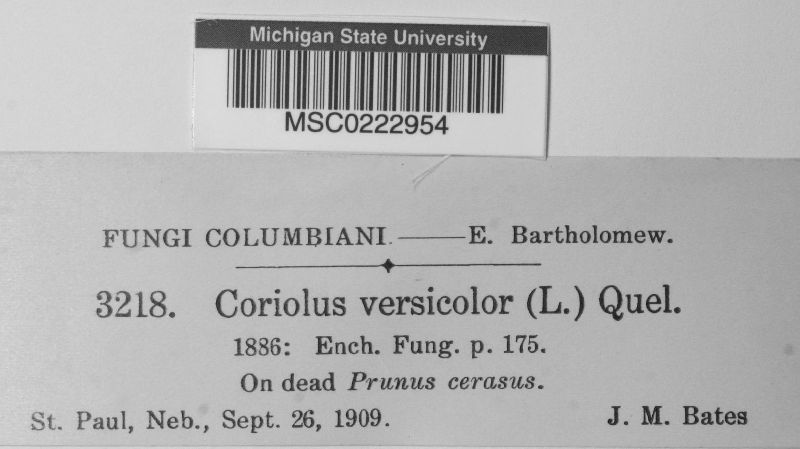 Michigan State University
MSC0222954
FUNGI COLUMBIANI.——E. Bartholomew.
3218. Coriolus versicolor (L.) Quel.
1886: Ench. Fung. p. 175.
On dead Prunus cerasus.
St. Paul, Neb., Sept. 26, 1909. J. M. Bates